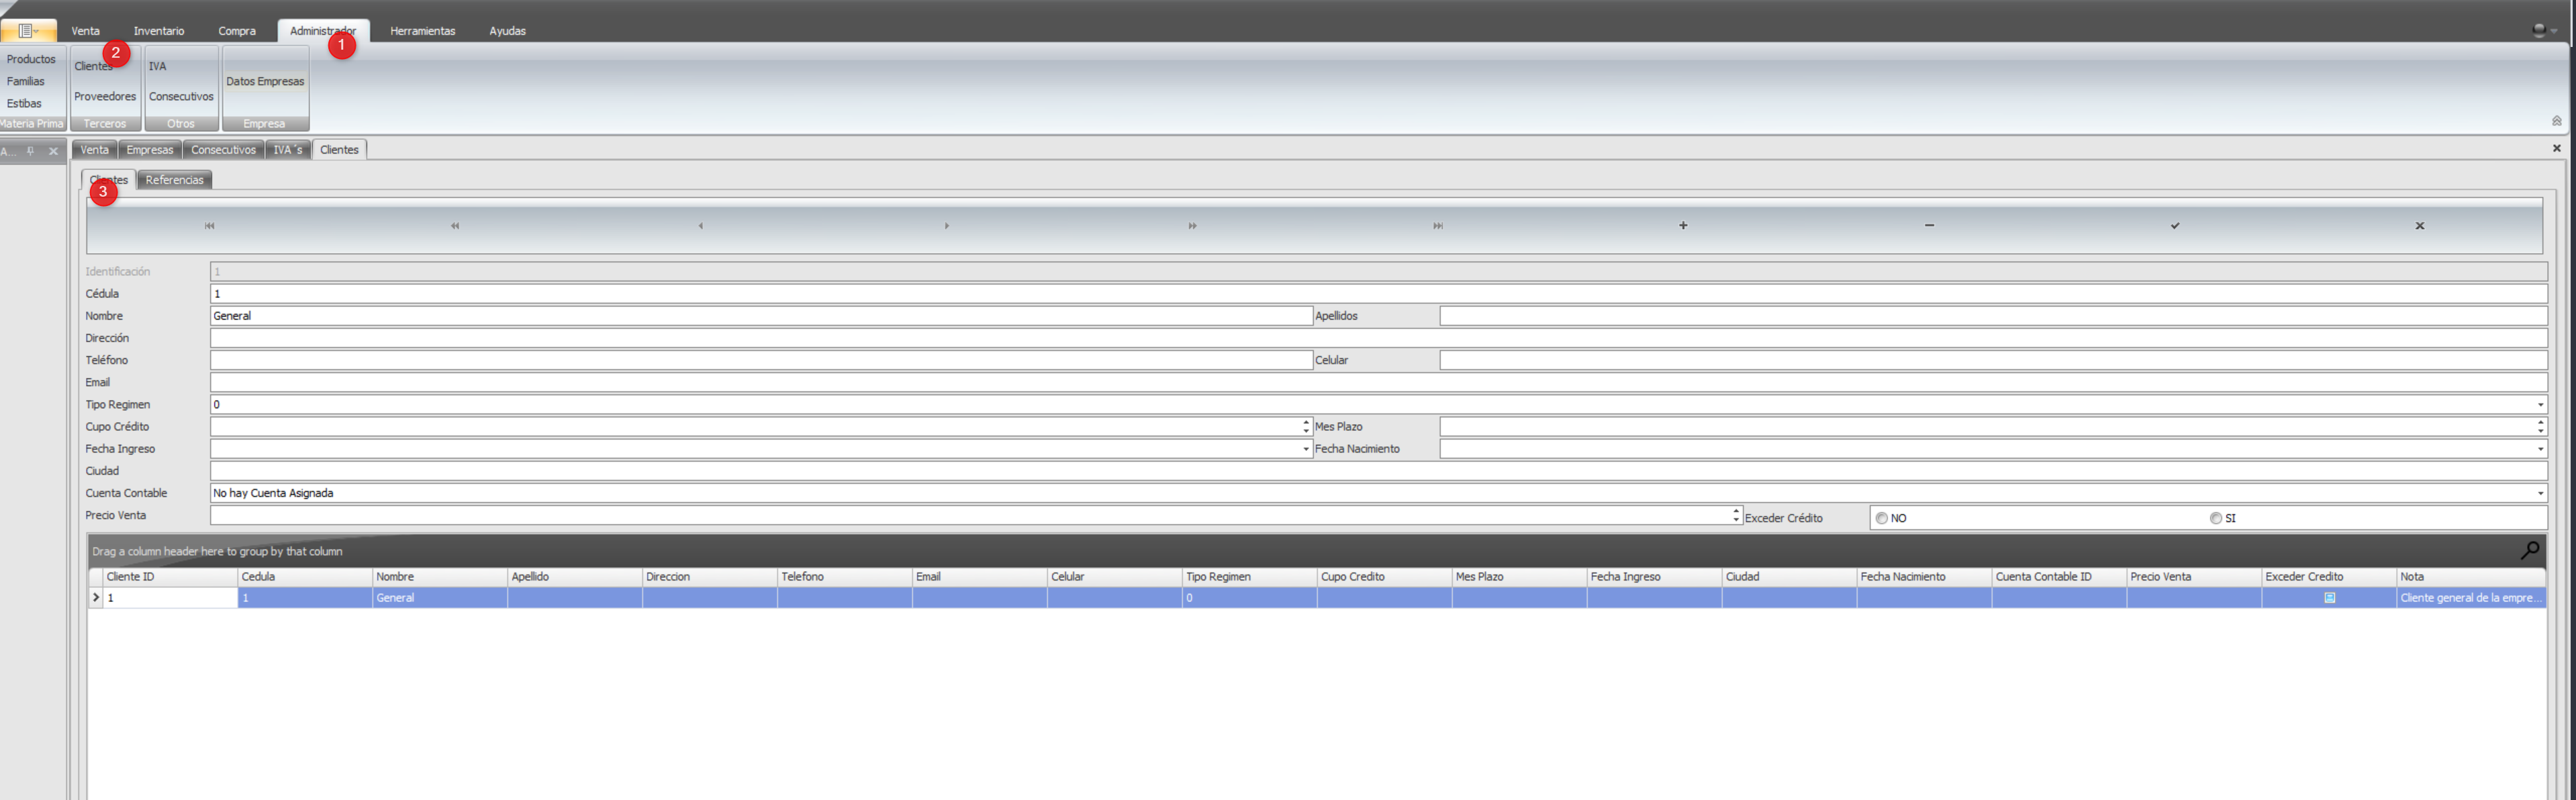 Venta Inventario Compra Administrador Herramientas Ayudas
1
2
Productos Clientes IVA
Familias Datos Empresas
Estibas Proveedores Consecutivos
Materia Prima Terceros Otros Empresa
A... Venta Empresas Consecutivos IVA´s Clientes
Clientes Referencias
3
Identificación 1
Cédula 1
Nombre General Apellidos
Dirección
Teléfono Celular
Email
Tipo Regimen 0
Cupo Crédito Mes Plazo
Fecha Ingreso Fecha Nacimiento
Ciudad
Cuenta Contable No hay Cuenta Asignada
Precio Venta Exceder Crédito NO SI
Drag a column header here to group by that column
Cliente ID Cedula Nombre Apellido Direccion Telefono Email Celular Tipo Regimen Cupo Credito Mes Plazo Fecha Ingreso Ciudad Fecha Nacimiento Cuenta Contable ID Precio Venta Exceder Credito Nota
1 1 General 0 Cliente general de la empre...